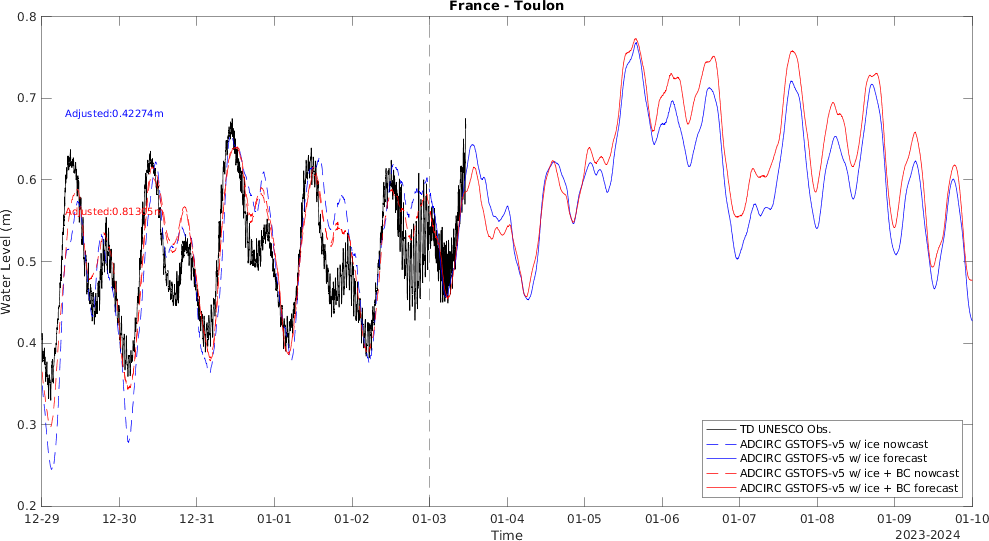 France - Toulon
Water Level (m)
0.8
0.7
0.6
0.5
0.4
0.3
0.2
Adjusted:0.42274m
12-29
12-30
12-31
01-01
01-02
01-03
01-04
01-05
01-06
01-07
01-08
01-09
01-10
Time
2023-2024
TD UNESCO Obs.
ADCIRC GSTOFS-v5 w/ ice nowcast
ADCIRC GSTOFS-v5 w/ ice forecast
ADCIRC GSTOFS-v5 w/ ice + BC nowcast
ADCIRC GSTOFS-v5 w/ ice + BC forecast